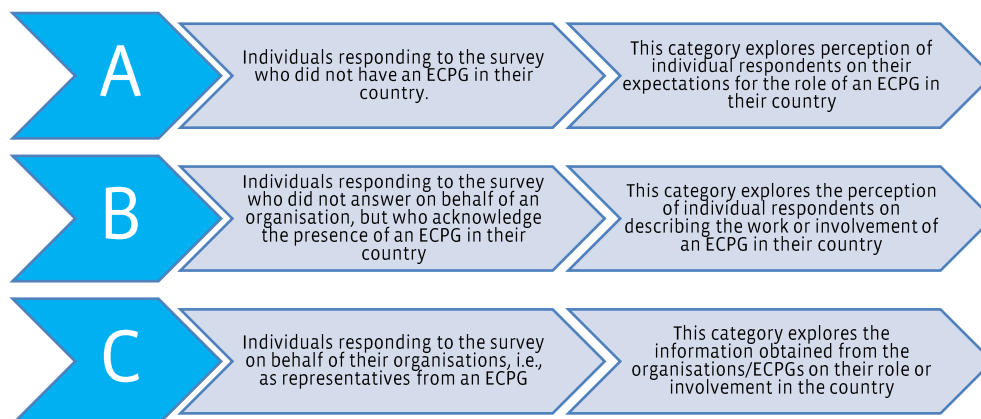 A
Individuals responding to the survey
who did not have an ECPG in their
country.
This category explores perception of
individual respondents on their
expectations for the role of an ECPG in
their country
B
Individuals responding to the survey
who did not answer on behalf of an
organisation, but who acknowledge
the presence of an ECPG in their
country
This category explores the perception
of individual respondents on
describing the work or involvement of
an ECPG in their country
C
Individuals responding to the survey
on behalf of their organisations, i.e.,
as representatives from an ECPG
This category explores the
information obtained from the
organisations/ECPGs on their role or
involvement in the country